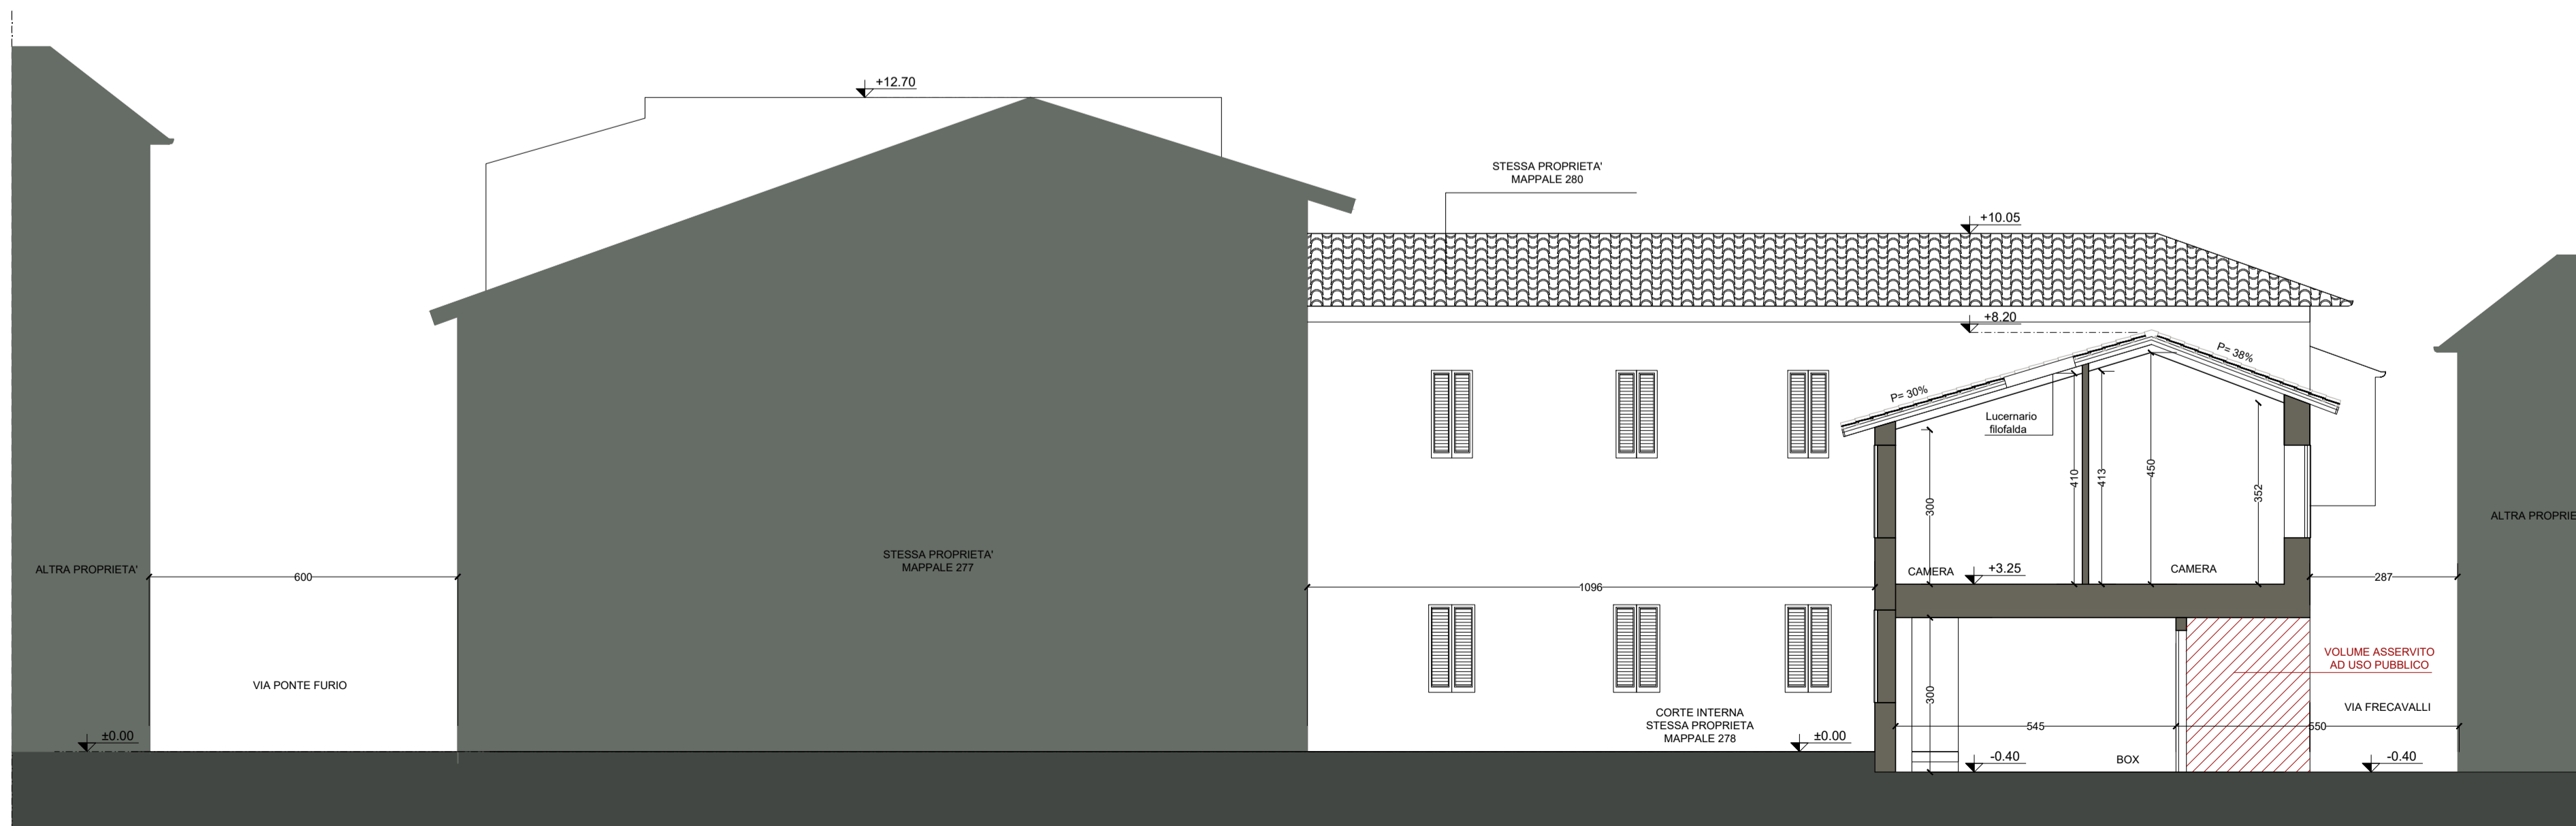 +12.70
STESSA PROPRIETA'
MAPPALE 280
+10.05
+8.20
P= 30%
P= 38%
Lucernario
filofalda
300
410
413
450
352
STESSA PROPRIETA'
MAPPALE 277
ALTRA PROPRIETA'
600
1096
CAMERA
+3.25
CAMERA
287
ALTRA PROPRIE
VIA PONTE FURIO
VOLUME ASSERVITO
AD USO PUBBLICO
300
CORTE INTERNA
STESSA PROPRIETA
MAPPALE 278
VIA FRECAVALLI
545
550
±0.00
±0.00
-0.40
BOX
-0.40